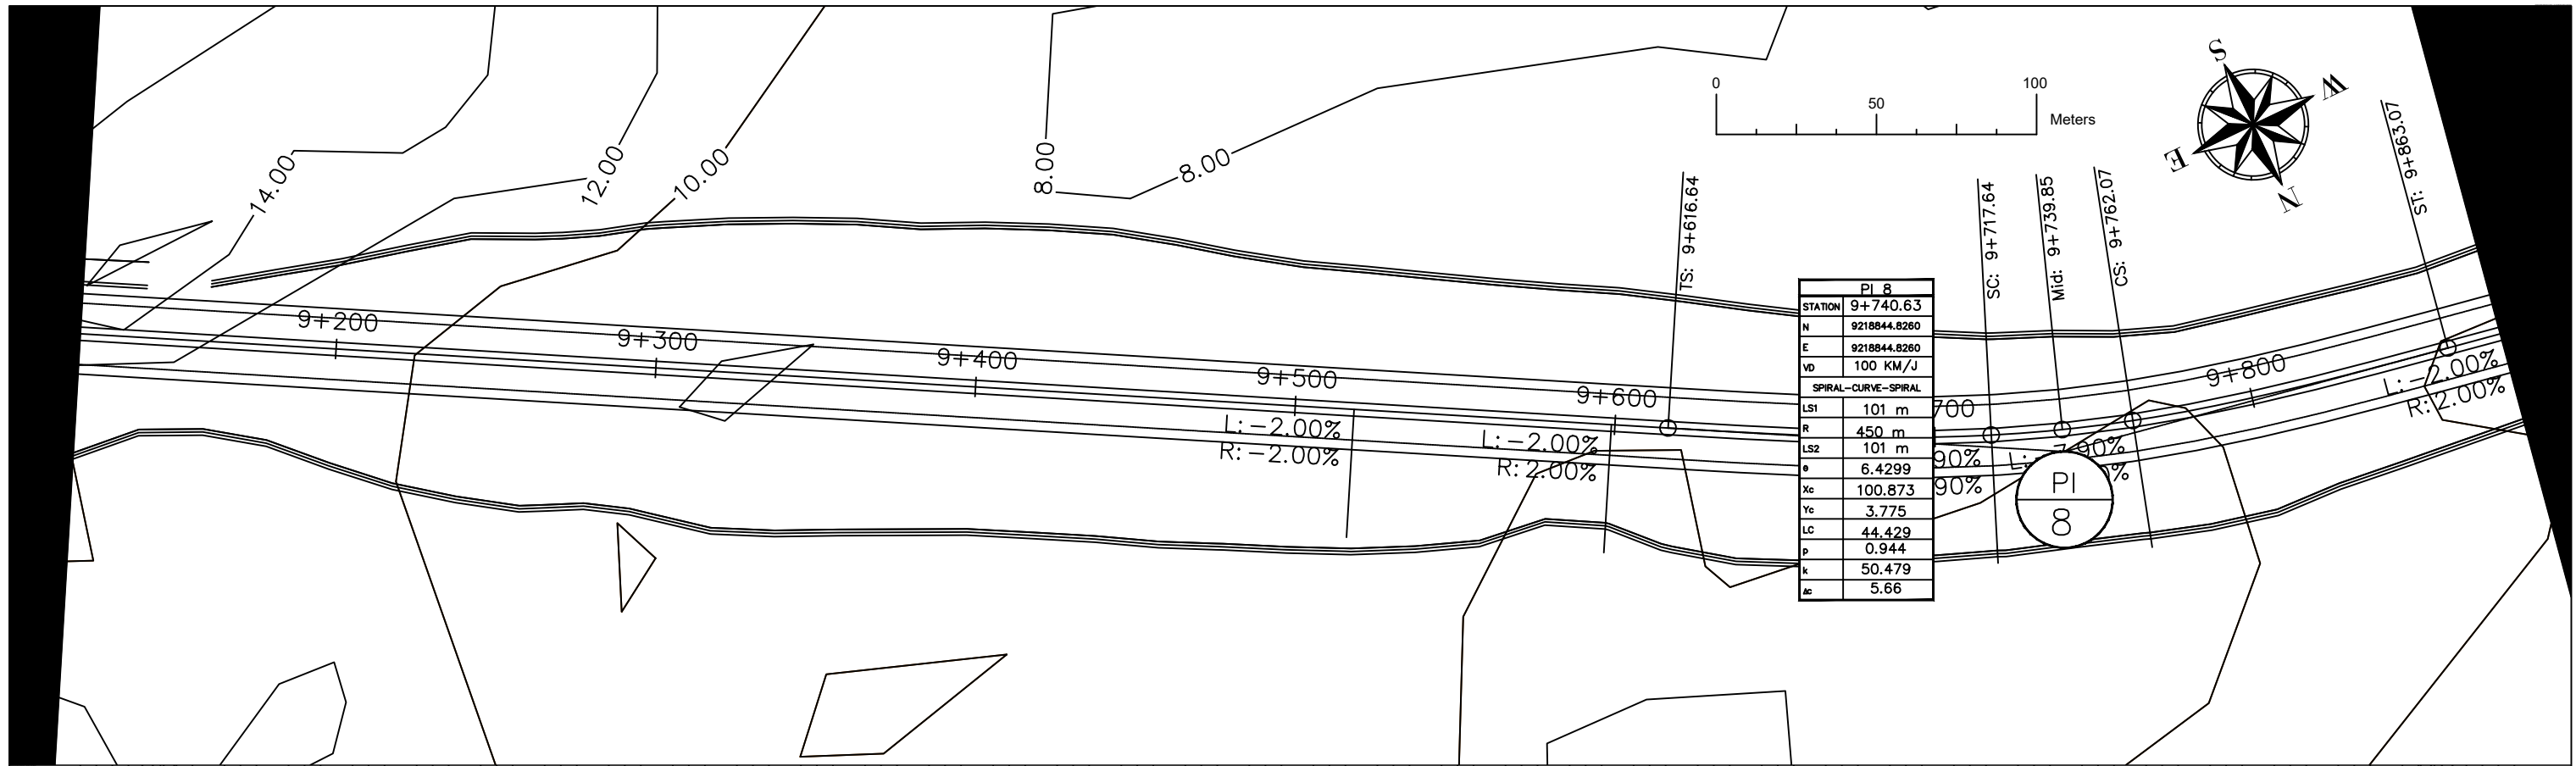 0
50
100
Meters
S
W
E
N
14.00
12.00
10.00
8.00
8.00
TS: 9+616.64
SC: 9+717.64
Mid: 9+739.85
CS: 9+762.07
ST: 9+863.07
9+200
9+300
9+400
9+500
9+600
700
9+800
L:-2.00%
R:-2.00%
L:-2.00%
R:2.00%
90%
90%
L:-7.90%
%
L:-2.00%
R:2.00%
PI 8
STATION 9+740.63
N 9218844.8260
E 9218844.8260
VD 100 KM/J
SPIRAL-CURVE-SPIRAL
LS1 101 m
R 450 m
LS2 101 m
θ 6.4299
Xc 100.873
Yc 3.775
LC 44.429
p 0.944
k 50.479
Δc 5.66
PI
8